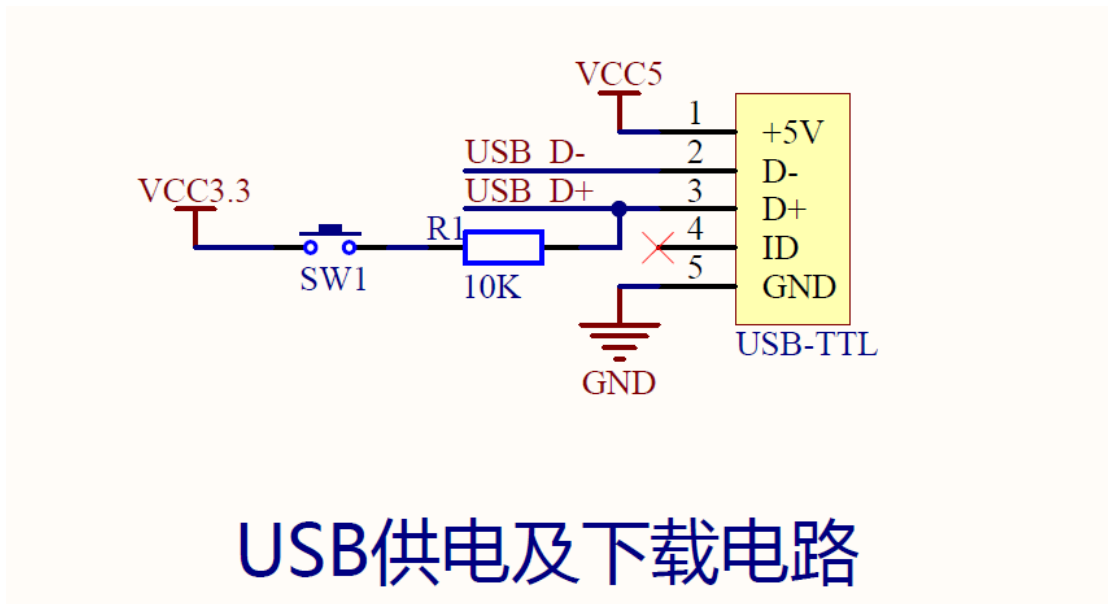 VCC5
1
+5V
USB D-
2
D-
VCC3.3
USB D+
3
D+
R1
4
ID
SW1
10K
5
GND
USB-TTL
GND
USB供电及下载电路